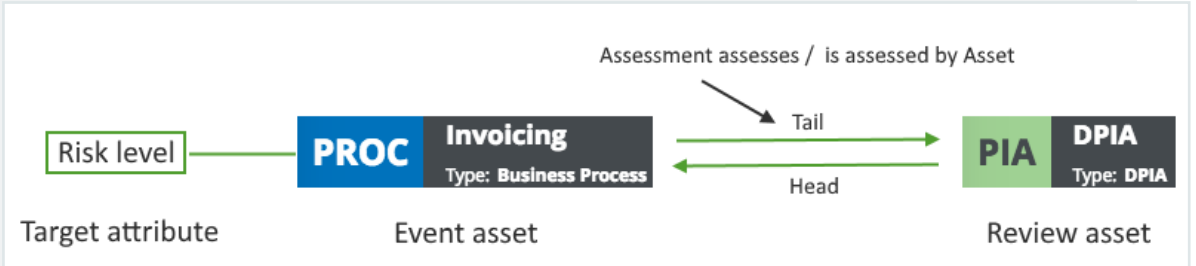 Assessment assesses / is assessed by Asset
Tail
Risk level
PROC
Invoicing
Type: Business Process
PIA
DPIA
Type: DPIA
Head
Target attribute
Event asset
Review asset